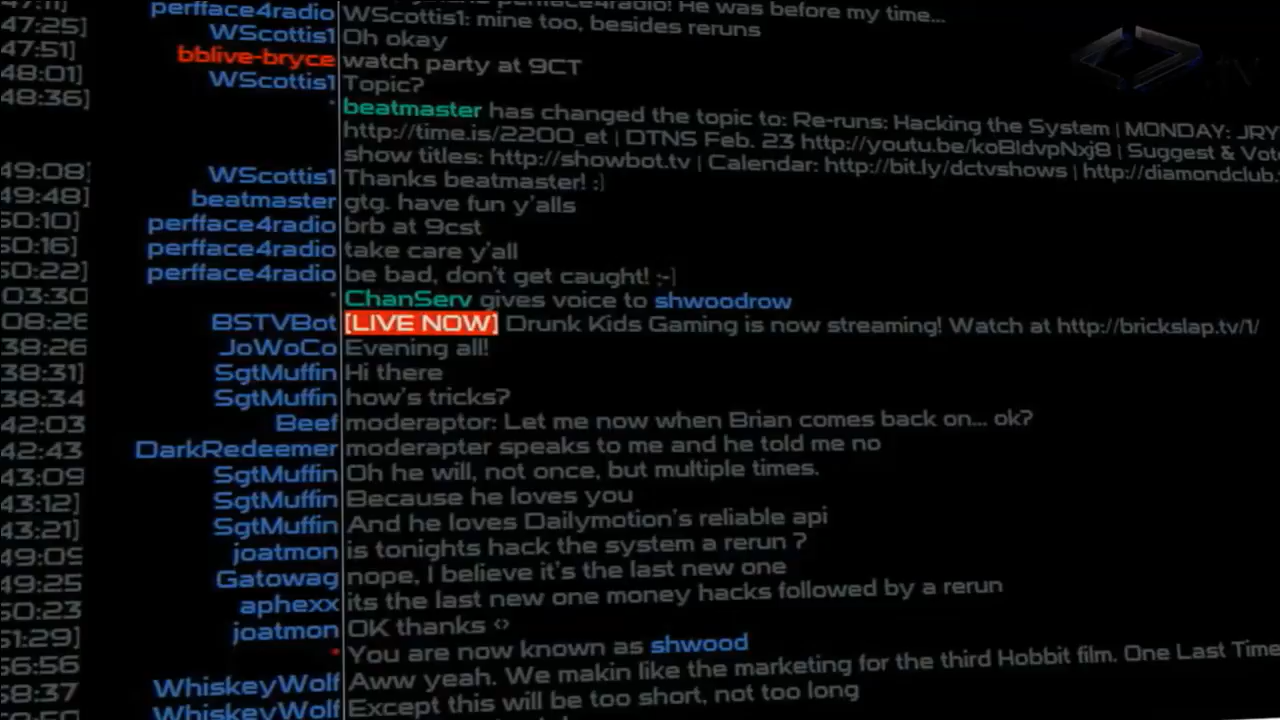 47:11] perfface4radio perfface4radio! He was before my time...
47:25] WScottis1 WScottis1: mine too, besides reruns
47:51] bblive-bryce Oh okay
48:01] WScottis1 watch party at 9CT
48:36] Topic?
* beatmaster has changed the topic to: Re-runs: Hacking the System | MONDAY: JRY
http://time.is/2200_et | DTNS Feb. 23 http://youtu.be/koBldvpNxj8 | Suggest & Vote
show titles: http://showbot.tv | Calendar: http://bit.ly/dctvshows | http://diamondclub.
49:08] WScottis1 Thanks beatmaster! :]
49:48] beatmaster gtg. have fun y'alls
50:10] perfface4radio brb at 9cst
50:16] perfface4radio take care y'all
50:22] perfface4radio be bad, don't get caught! :-]
03:30 * ChanServ gives voice to shwoodrow
08:26 BSTVBot [LIVE NOW] Drunk Kids Gaming is now streaming! Watch at http://brickslap.tv/1/
38:26 JoWoCo Evening all!
38:31] SgtMuffin Hi there
38:34 SgtMuffin how's tricks?
42:03 Beef moderaptor: Let me now when Brian comes back on... ok?
42:43 DarkRedeemer moderapter speaks to me and he told me no
43:09 SgtMuffin Oh he will, not once, but multiple times.
43:12] SgtMuffin Because he loves you
43:21] SgtMuffin And he loves Dailymotion's reliable api
49:09 joatmon is tonights hack the system a rerun ?
49:25 Gatowag nope, I believe it's the last new one
50:23 aphexx its the last new one money hacks followed by a rerun
51:29] joatmon OK thanks <>
56:56 * You are now known as shwood
58:37 WhiskeyWolf Aww yeah. We makin like the marketing for the third Hobbit film. One Last Time
WhiskeyWolf Except this will be too short, not too long